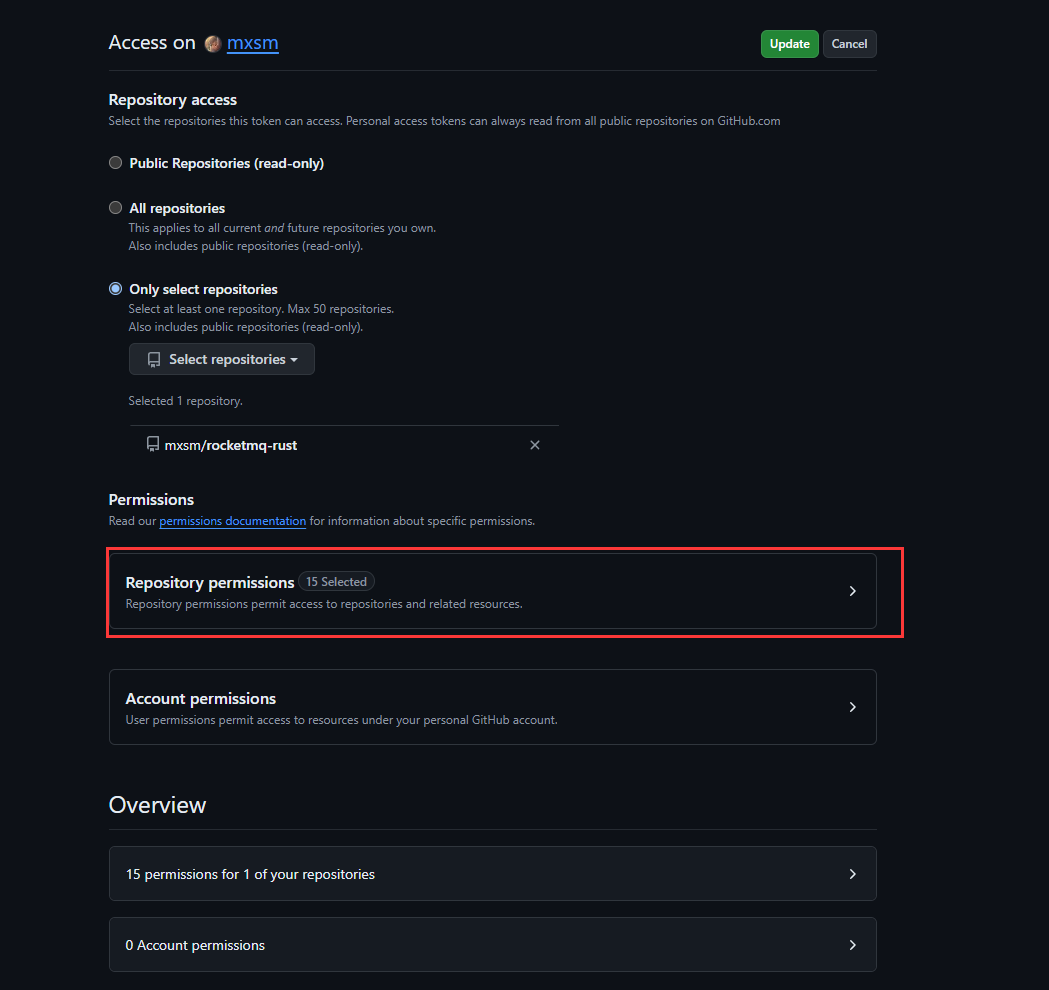 Access on mxsm
Update
Cancel
Repository access
Select the repositories this token can access. Personal access tokens can always read from all public repositories on GitHub.com
Public Repositories (read-only)
All repositories
This applies to all current and future repositories you own.
Also includes public repositories (read-only).
Only select repositories
Select at least one repository. Max 50 repositories.
Also includes public repositories (read-only).
Select repositories
Selected 1 repository.
mxsm/rocketmq-rust
Permissions
Read our permissions documentation for information about specific permissions.
Repository permissions 15 Selected
Repository permissions permit access to repositories and related resources.
Account permissions
User permissions permit access to resources under your personal GitHub account.
Overview
15 permissions for 1 of your repositories
0 Account permissions